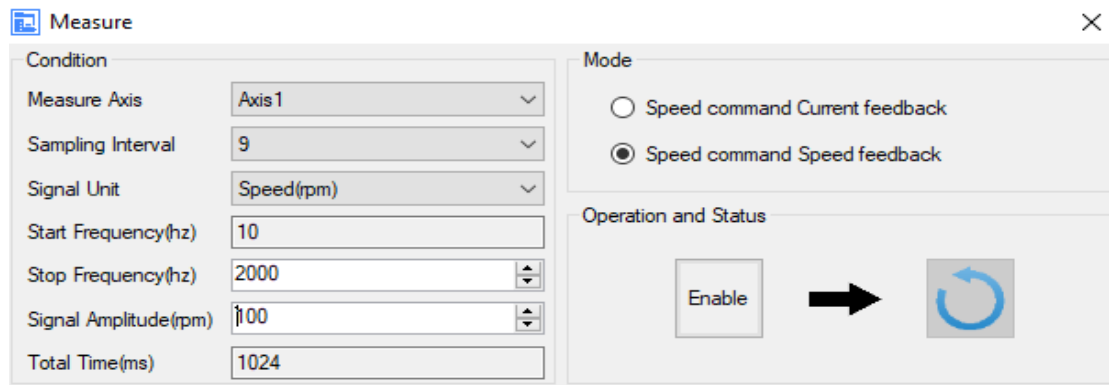 Measure
Condition
Measure Axis Axis1
Sampling Interval 9
Signal Unit Speed(rpm)
Start Frequency(hz) 10
Stop Frequency(hz) 2000
Signal Amplitude(rpm) 100
Total Time(ms) 1024
Mode
Speed command Current feedback
Speed command Speed feedback
Operation and Status
Enable